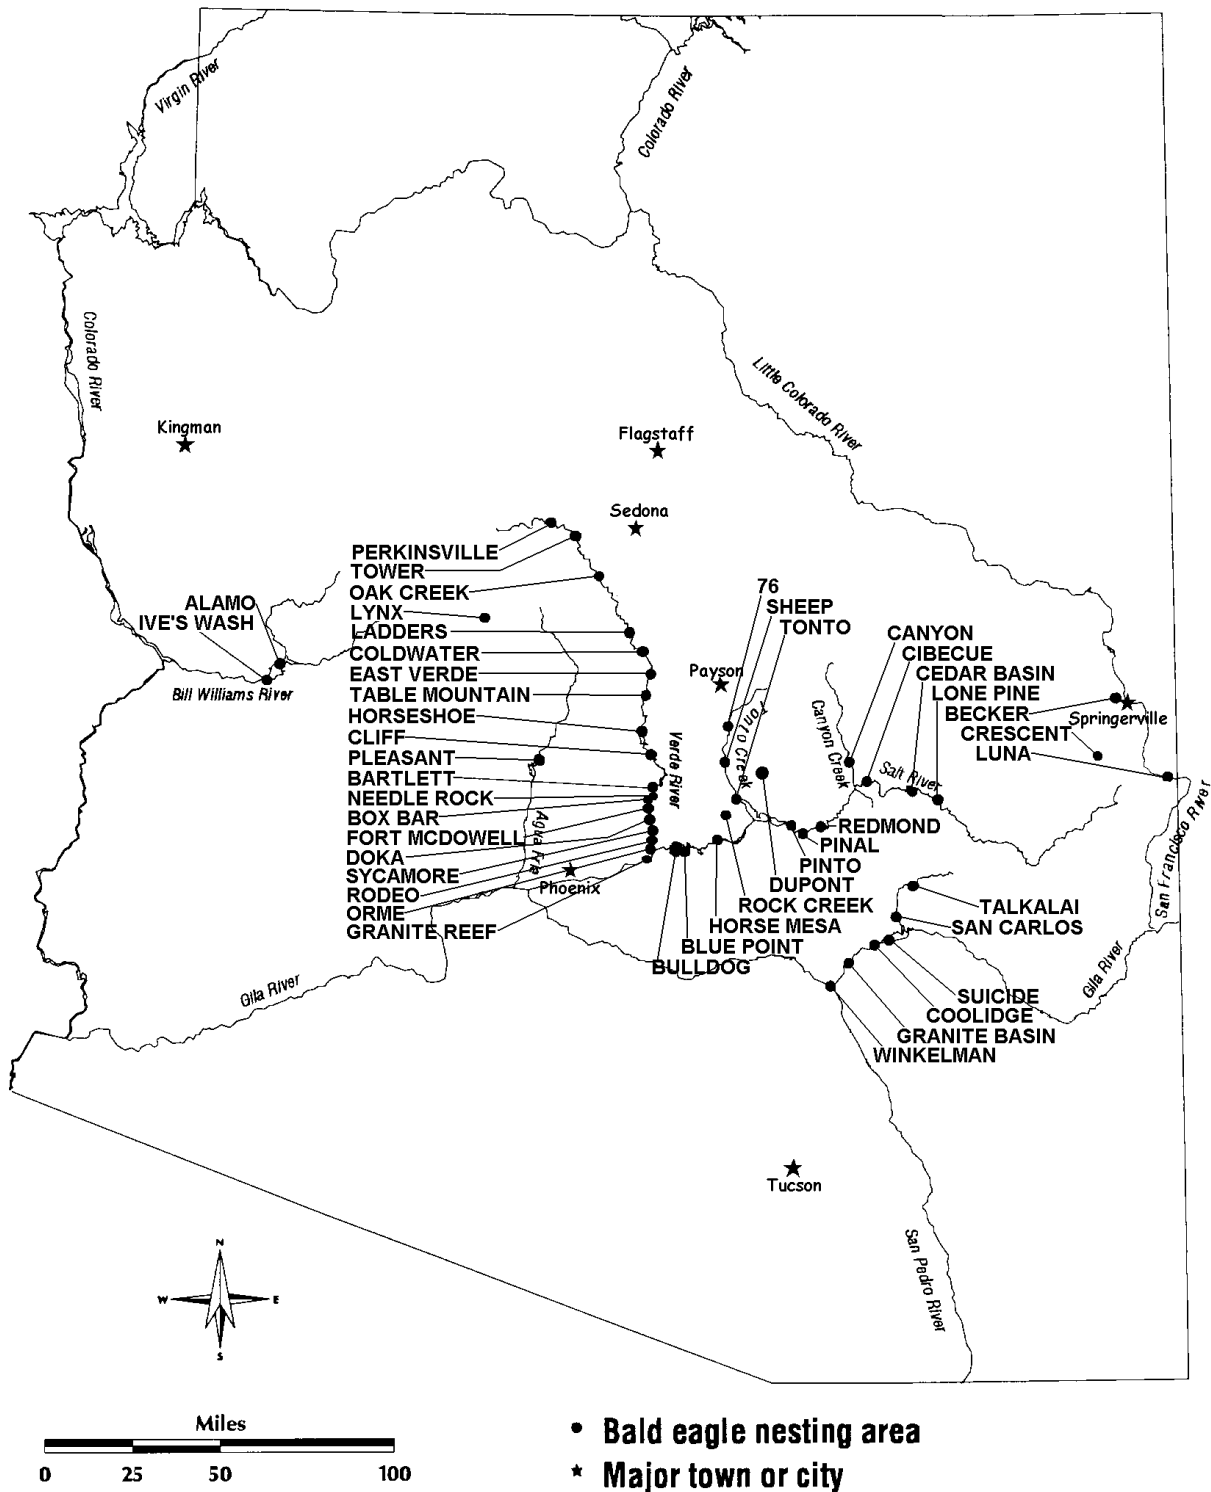 Virgin River
Colorado River
Colorado River
Little Colorado River
Kingman
Flagstaff
Sedona
PERKINSVILLE
TOWER
OAK CREEK
LYNX
LADDERS
COLDWATER
EAST VERDE
TABLE MOUNTAIN
HORSESHOE
CLIFF
PLEASANT
BARTLETT
NEEDLE ROCK
BOX BAR
FORT MCDOWELL
DOKA
SYCAMORE
RODEO
ORME
GRANITE REEF
ALAMO
IVE'S WASH
Bill Williams River
76
SHEEP
TONTO
Payson
Tonto Creek
Verde River
Agua Fria
Phoenix
Canyon Creek
Salt River
CANYON
CIBECUE
CEDAR BASIN
LONE PINE
BECKER
Springerville
CRESCENT
LUNA
San Francisco River
REDMOND
PINAL
PINTO
DUPONT
ROCK CREEK
HORSE MESA
BLUE POINT
BULLDOG
TALKALAI
SAN CARLOS
Gila River
Gila River
SUICIDE
COOLIDGE
GRANITE BASIN
WINKELMAN
Tucson
San Pedro River
N
W E
S
Miles
0 25 50 100
Bald eagle nesting area
Major town or city